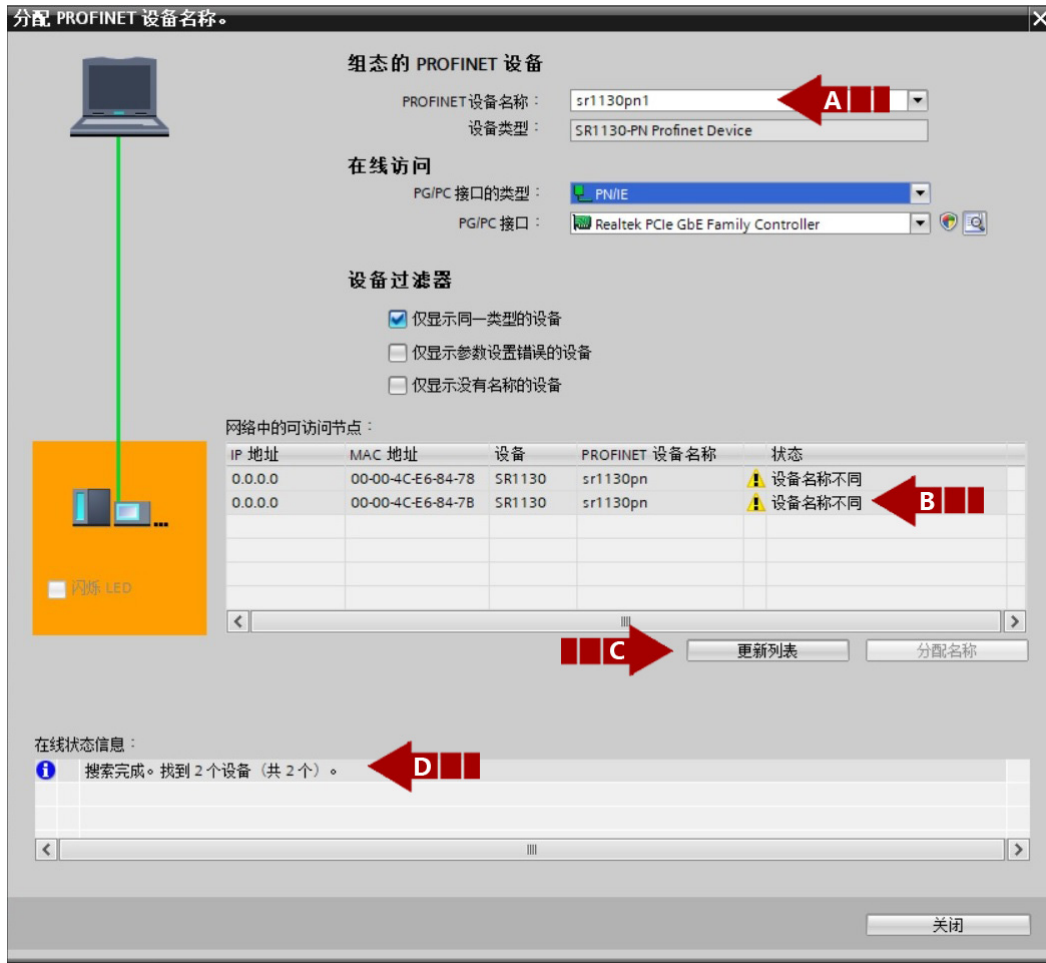 分配 PROFINET 设备名称。
组态的 PROFINET 设备
PROFINET设备名称：
sr1130pn1
A
设备类型：
SR1130-PN Profinet Device
在线访问
PG/PC 接口的类型：
PN/IE
PG/PC 接口：
Realtek PCIe GbE Family Controller
设备过滤器
仅显示同一类型的设备
仅显示参数设置错误的设备
仅显示没有名称的设备
网络中的可访问节点：
IP 地址 MAC 地址 设备 PROFINET 设备名称 状态
0.0.0.0 00-00-4C-E6-84-78 SR1130 sr1130pn 设备名称不同
0.0.0.0 00-00-4C-E6-84-7B SR1130 sr1130pn 设备名称不同
B
闪烁 LED
C
更新列表 分配名称
在线状态信息：
搜索完成。找到 2 个设备（共 2 个）。
D
关闭